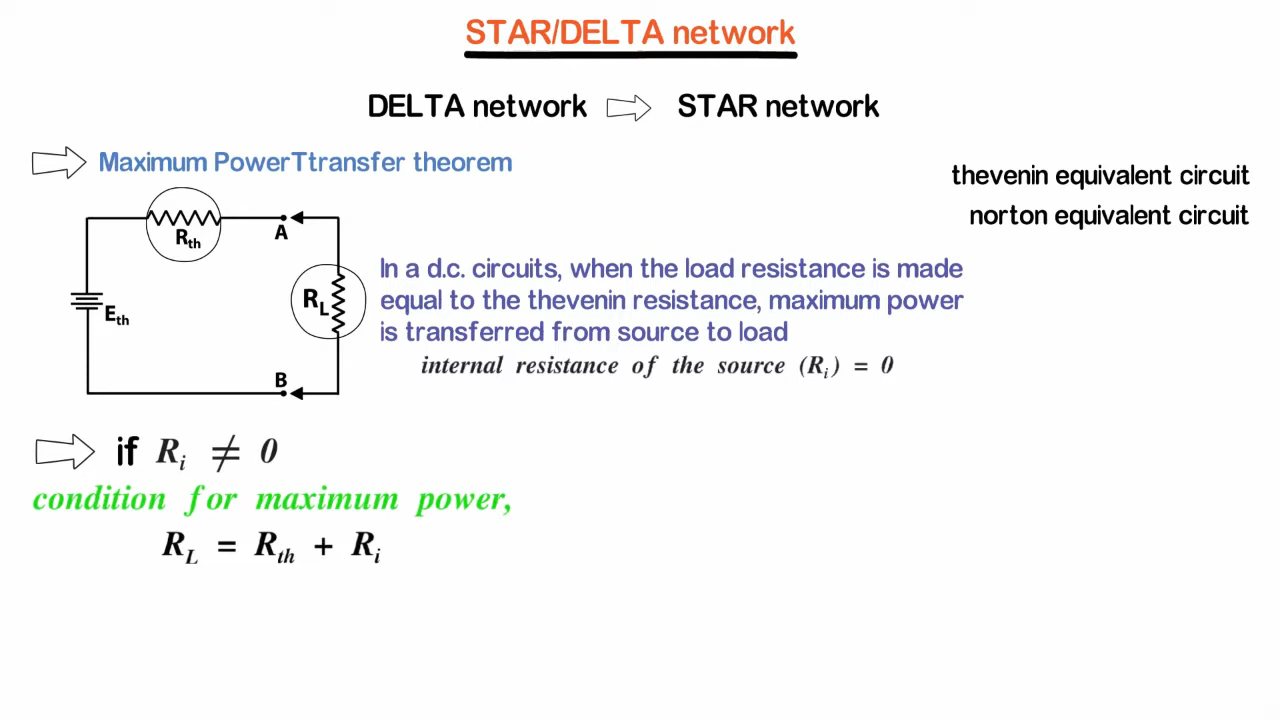 STAR/DELTA network
DELTA network STAR network
Maximum PowerTtransfer theorem
thevenin equivalent circuit
norton equivalent circuit
Rth
A
RL
Eth
B
In a d.c. circuits, when the load resistance is made
equal to the thevenin resistance, maximum power
is transferred from source to load
internal resistance of the source (Ri) = 0
if Ri ≠ 0
condition for maximum power,
RL = Rth + Ri